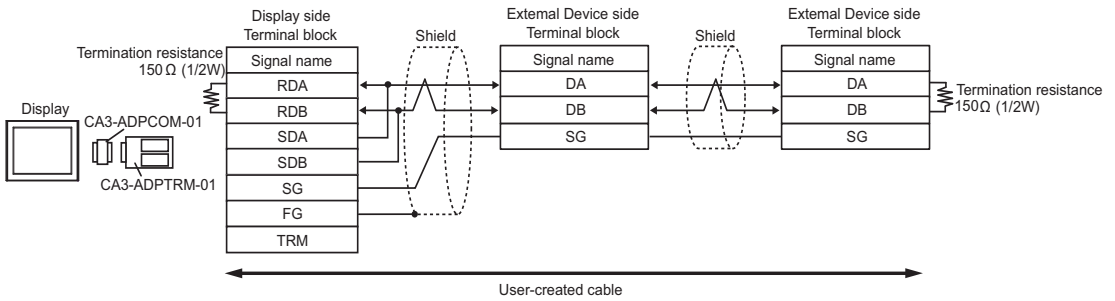 Display side
Terminal block
External Device side
Terminal block
External Device side
Terminal block
Shield
Shield
Termination resistance
150Ω (1/2W)
Signal name
RDA
RDB
SDA
SDB
SG
FG
TRM
Signal name
DA
DB
SG
Signal name
DA
DB
SG
Termination resistance
150Ω (1/2W)
Display
CA3-ADPCOM-01
CA3-ADPTRM-01
User-created cable